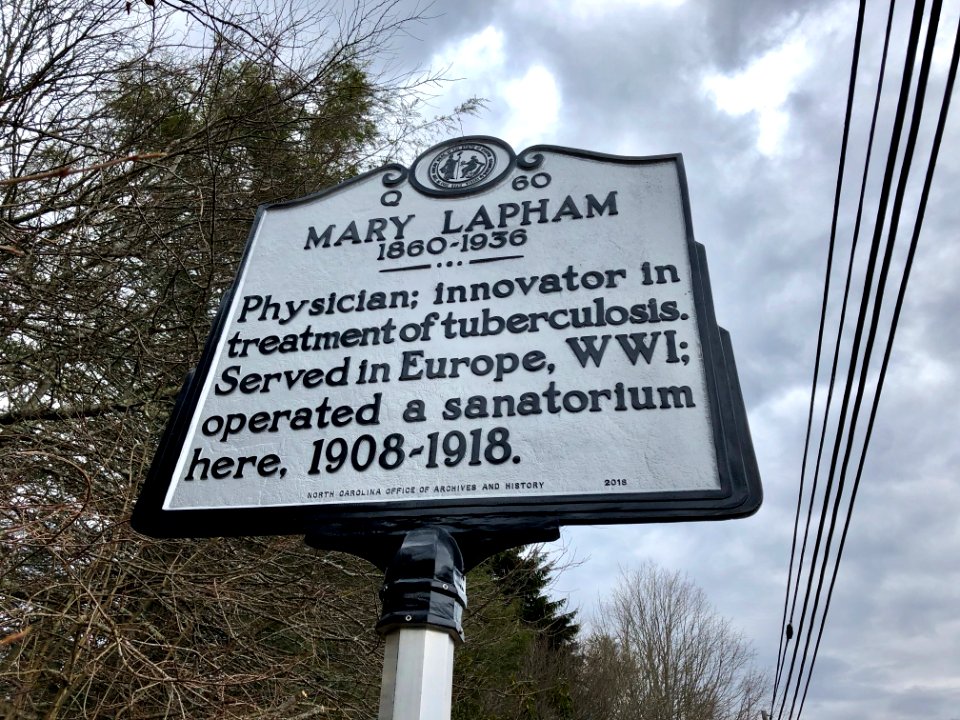 Q 60
MARY LAPHAM
1860-1936
Physician; innovator in
treatment of tuberculosis.
Served in Europe, WWI;
operated a sanatorium
here, 1908-1918.
NORTH CAROLINA OFFICE OF ARCHIVES AND HISTORY 2018